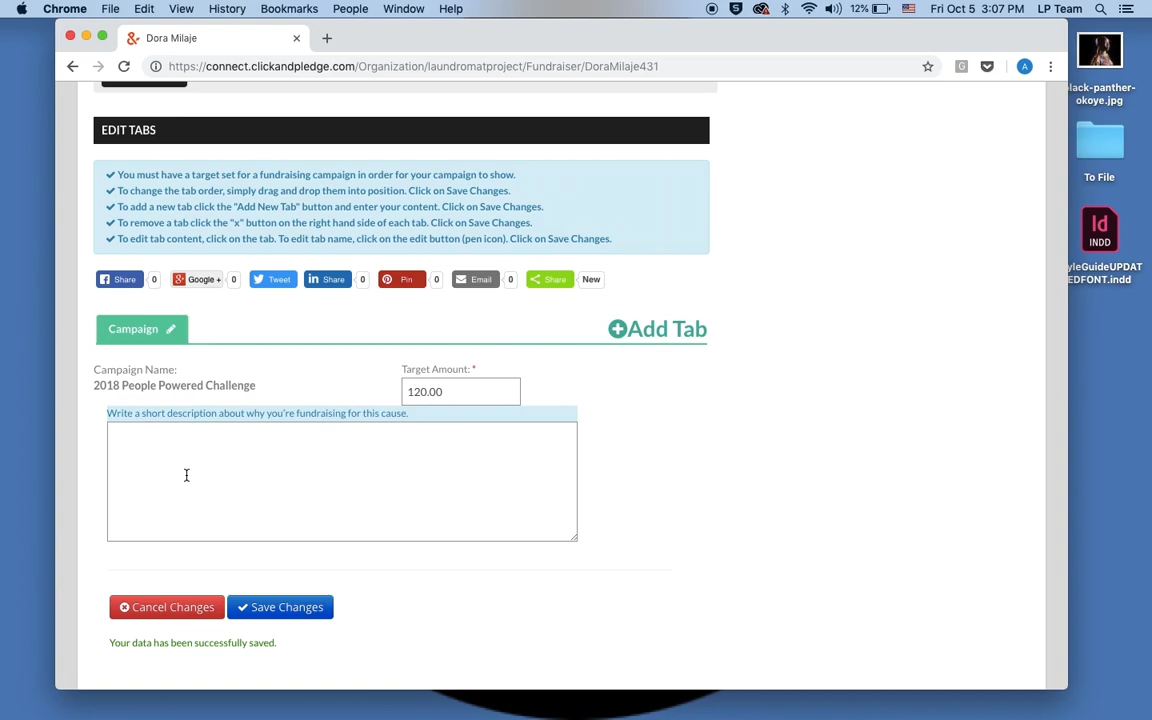 Chrome File Edit View History Bookmarks People Window Help 12% Fri Oct 5 3:07 PM LP Team
Dora Milaje
https://connect.clickandpledge.com/Organization/laundromatproject/Fundraiser/DoraMilaje431
A
lack-panther-
okoye.jpg
To File
Id
INDD
yleGuideUPDAT
EDFONT.indd
EDIT TABS
You must have a target set for a fundraising campaign in order for your campaign to show.
To change the tab order, simply drag and drop them into position. Click on Save Changes.
To add a new tab click the "Add New Tab" button and enter your content. Click on Save Changes.
To remove a tab click the "x" button on the right hand side of each tab. Click on Save Changes.
To edit tab content, click on the tab. To edit tab name, click on the edit button (pen icon). Click on Save Changes.
Share 0 Google + 0 Tweet Share 0 Pin 0 Email 0 Share New
Campaign Add Tab
Campaign Name: Target Amount: *
2018 People Powered Challenge
120.00
Write a short description about why you're fundraising for this cause.
Cancel Changes Save Changes
Your data has been successfully saved.